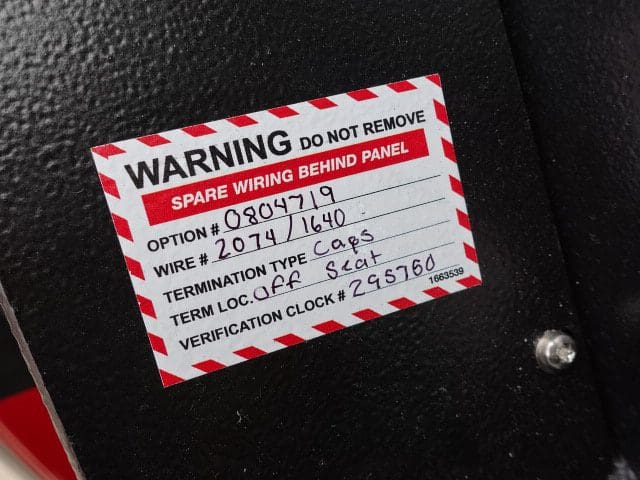 WARNING DO NOT REMOVE
SPARE WIRING BEHIND PANEL
OPTION # 0804719
WIRE # 2074/1640
TERMINATION TYPE Caps
TERM LOC. Off Seat
VERIFICATION CLOCK # 295760
1663539